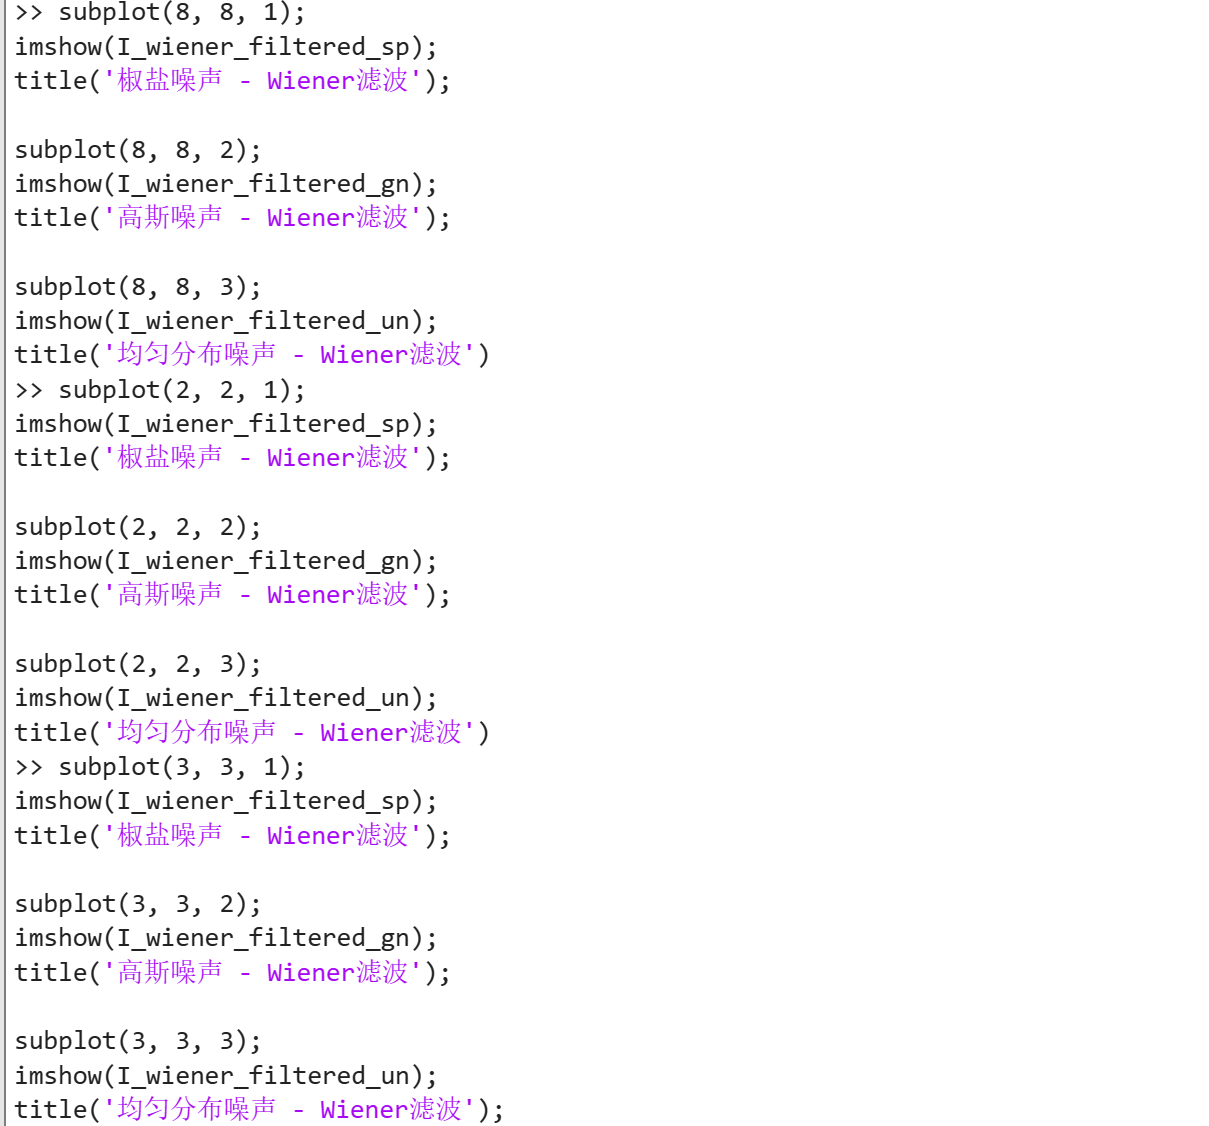 >> subplot(8, 8, 1);
imshow(I_wiener_filtered_sp);
title('椒盐噪声 - Wiener滤波');
subplot(8, 8, 2);
imshow(I_wiener_filtered_gn);
title('高斯噪声 - Wiener滤波');
subplot(8, 8, 3);
imshow(I_wiener_filtered_un);
title('均匀分布噪声 - Wiener滤波')
>> subplot(2, 2, 1);
imshow(I_wiener_filtered_sp);
title('椒盐噪声 - Wiener滤波');
subplot(2, 2, 2);
imshow(I_wiener_filtered_gn);
title('高斯噪声 - Wiener滤波');
subplot(2, 2, 3);
imshow(I_wiener_filtered_un);
title('均匀分布噪声 - Wiener滤波')
>> subplot(3, 3, 1);
imshow(I_wiener_filtered_sp);
title('椒盐噪声 - Wiener滤波');
subplot(3, 3, 2);
imshow(I_wiener_filtered_gn);
title('高斯噪声 - Wiener滤波');
subplot(3, 3, 3);
imshow(I_wiener_filtered_un);
title('均匀分布噪声 - Wiener滤波');